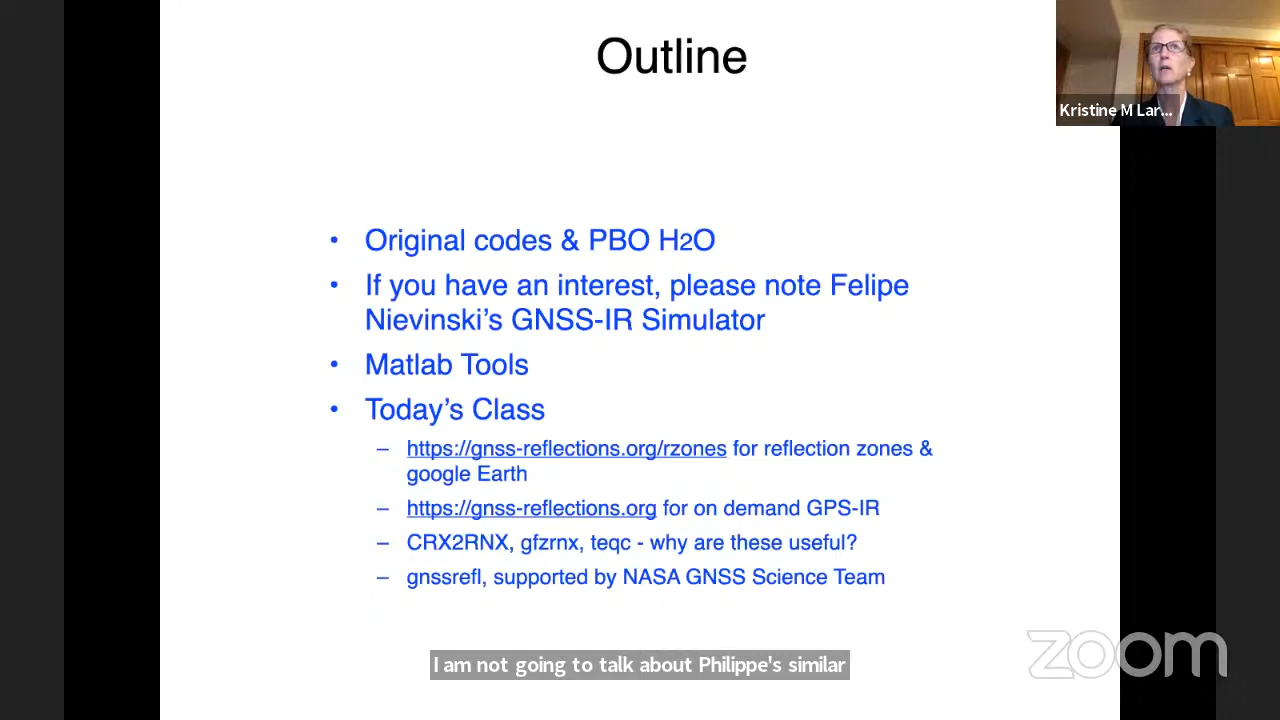 Outline
Kristine M Lar...
• Original codes & PBO H2O
• If you have an interest, please note Felipe
Nievinski’s GNSS-IR Simulator
• Matlab Tools
• Today’s Class
– https://gnss-reflections.org/rzones for reflection zones &
google Earth
– https://gnss-reflections.org for on demand GPS-IR
– CRX2RNX, gfzrnx, teqc - why are these useful?
– gnssrefl, supported by NASA GNSS Science Team
I am not going to talk about Philippe's similar
zoom